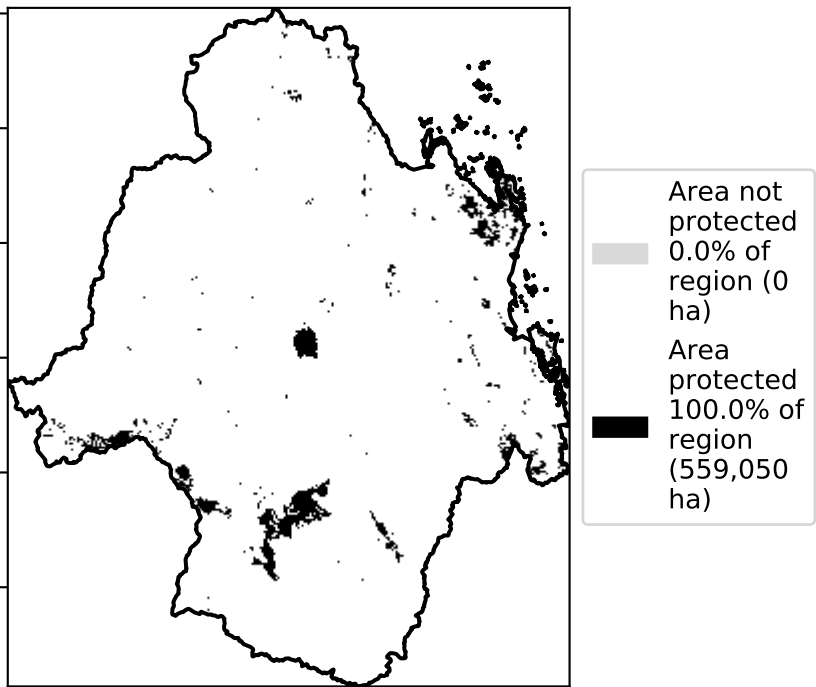 Area not
protected
0.0% of
region (0
ha)
Area
protected
100.0% of
region
(559,050
ha)